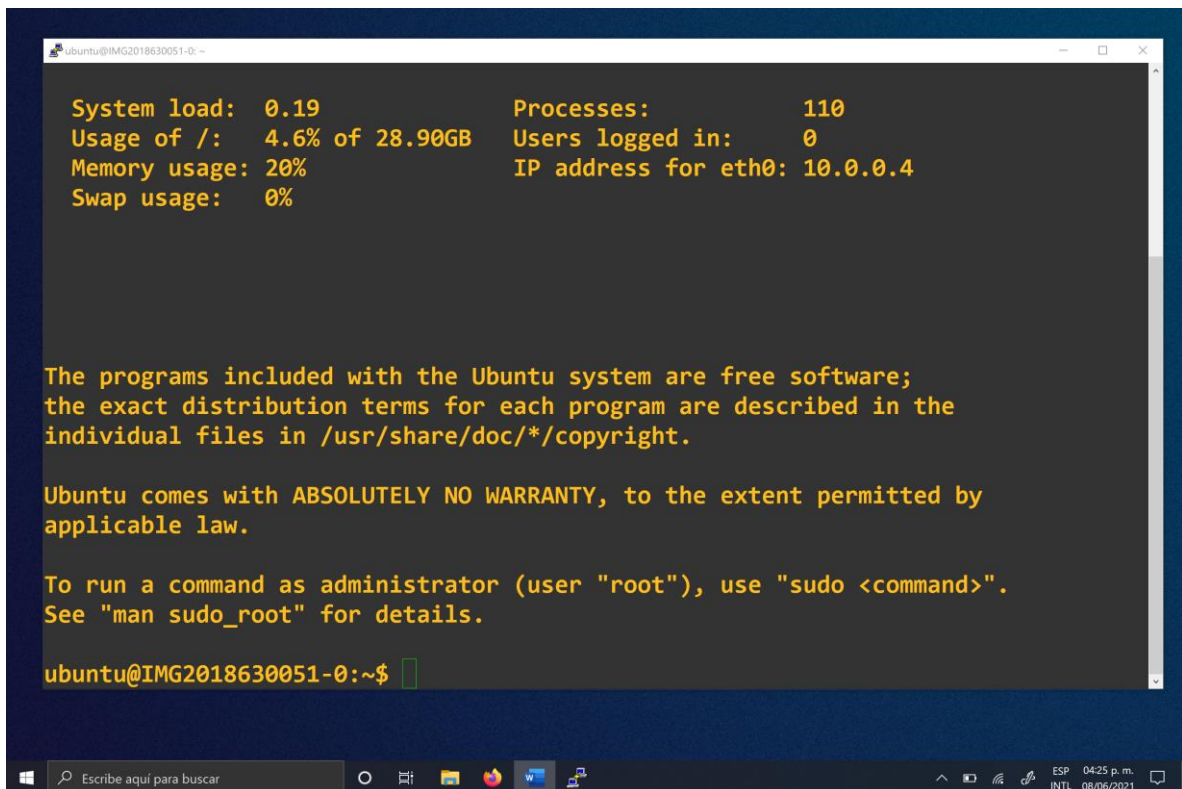 ubuntu@IMG2018630051-0: ~
System load: 0.19 Processes: 110
Usage of /: 4.6% of 28.90GB Users logged in: 0
Memory usage: 20% IP address for eth0: 10.0.0.4
Swap usage: 0%
The programs included with the Ubuntu system are free software;
the exact distribution terms for each program are described in the
individual files in /usr/share/doc/*/copyright.
Ubuntu comes with ABSOLUTELY NO WARRANTY, to the extent permitted by
applicable law.
To run a command as administrator (user "root"), use "sudo <command>".
See "man sudo_root" for details.
ubuntu@IMG2018630051-0:~$
Escribe aquí para buscar
ESP 04:25 p. m.
INTL 08/06/2021